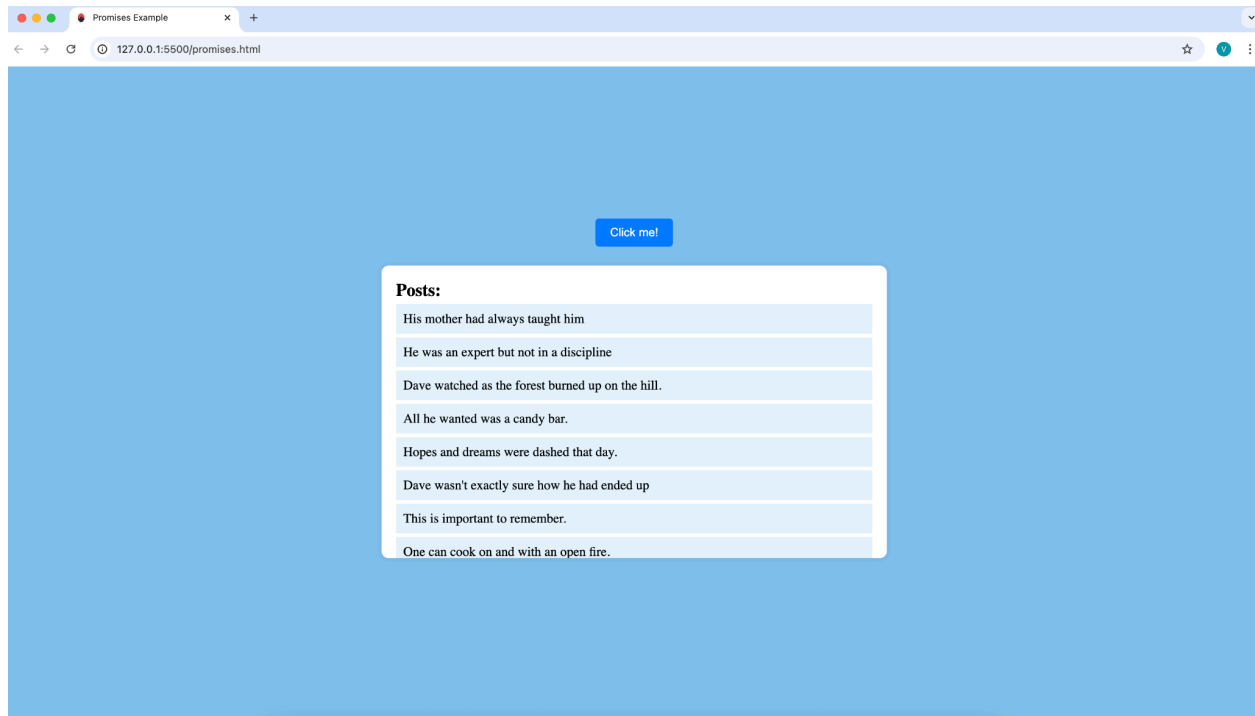 Promises Example
127.0.0.1:5500/promises.html
V
Click me!
Posts:
His mother had always taught him
He was an expert but not in a discipline
Dave watched as the forest burned up on the hill.
All he wanted was a candy bar.
Hopes and dreams were dashed that day.
Dave wasn't exactly sure how he had ended up
This is important to remember.
One can cook on and with an open fire.